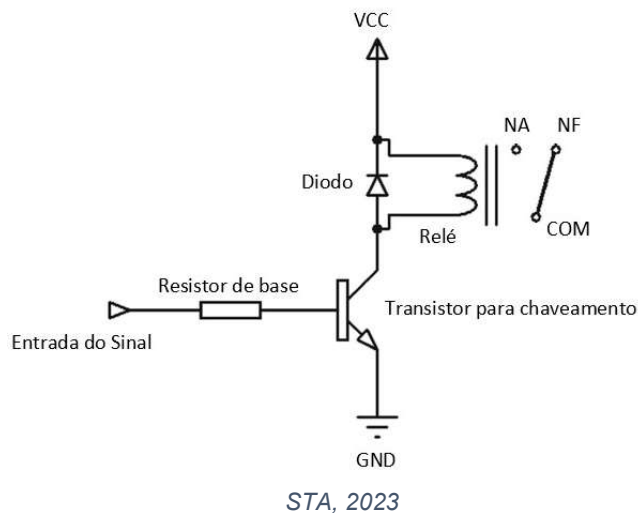 VCC
NA NF
Diodo
COM
Relé
Resistor de base
Transistor para chaveamento
Entrada do Sinal
GND
STA, 2023